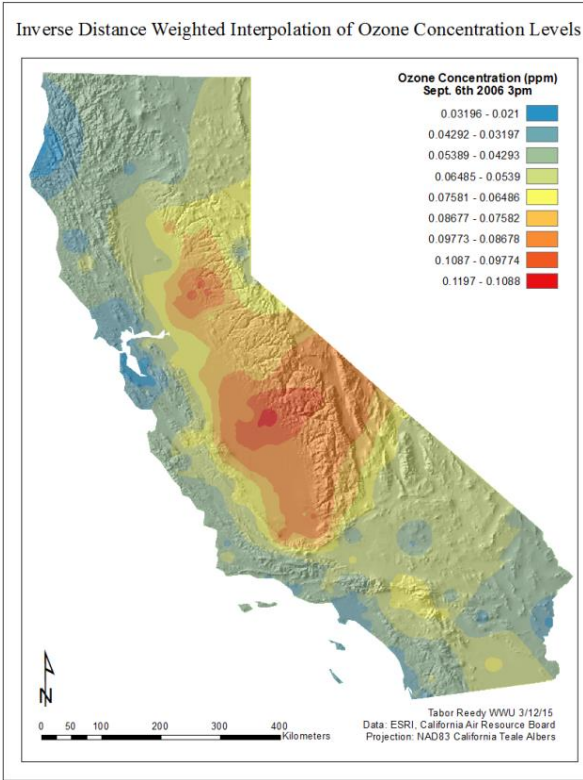 Inverse Distance Weighted Interpolation of Ozone Concentration Levels
Ozone Concentration (ppm)
Sept. 6th 2006 3pm
0.03196 - 0.021
0.04292 - 0.03197
0.05389 - 0.04293
0.06485 - 0.0539
0.07581 - 0.06486
0.08677 - 0.07582
0.09773 - 0.08678
0.1087 - 0.09774
0.1197 - 0.1088
N
0 50 100 200 300 400
Kilometers
Tabor Reedy WWU 3/12/15
Data: ESRI, California Air Resource Board
Projection: NAD83 California Teale Albers